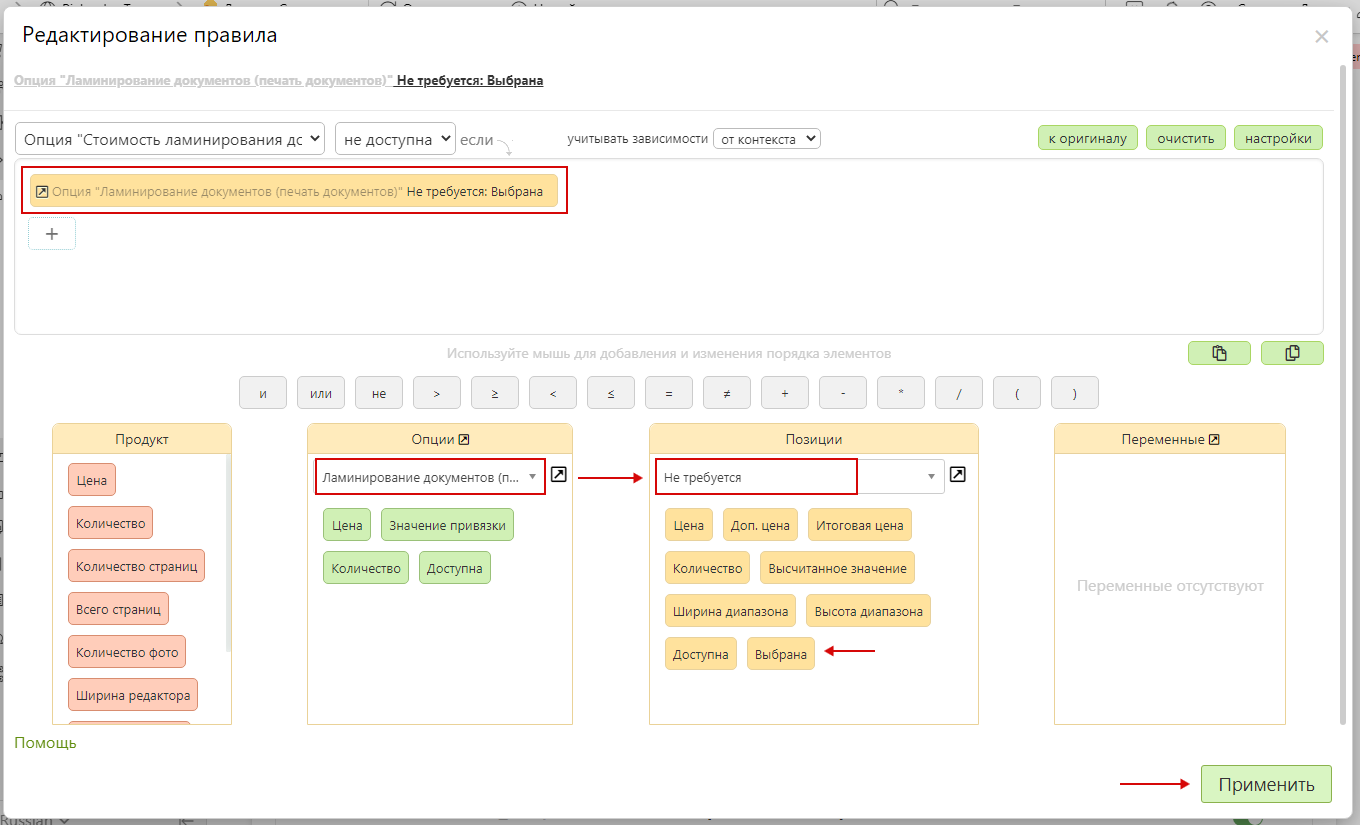 Редактирование правила
Опция "Ламинирование документов (печать документов)" Не требуется: Выбрана
Опция "Стоимость ламинирования дс не доступна если учитывать зависимости от контекста к оригиналу очистить настройки
Опция "Ламинирование документов (печать документов)" Не требуется: Выбрана
+
Используйте мышь для добавления и изменения порядка элементов
и или не > ≥ < ≤ = ≠ + - * / ( )
Продукт Опции Позиции Переменные
Ламинирование документов (п... Не требуется
Цена
Количество
Количество страниц
Всего страниц
Количество фото
Ширина редактора
Цена Значение привязки
Количество Доступна
Цена Доп. цена Итоговая цена
Количество Высчитанное значение
Ширина диапазона Высота диапазона
Доступна Выбрана
Переменные отсутствуют
Помощь
Применить
Russian